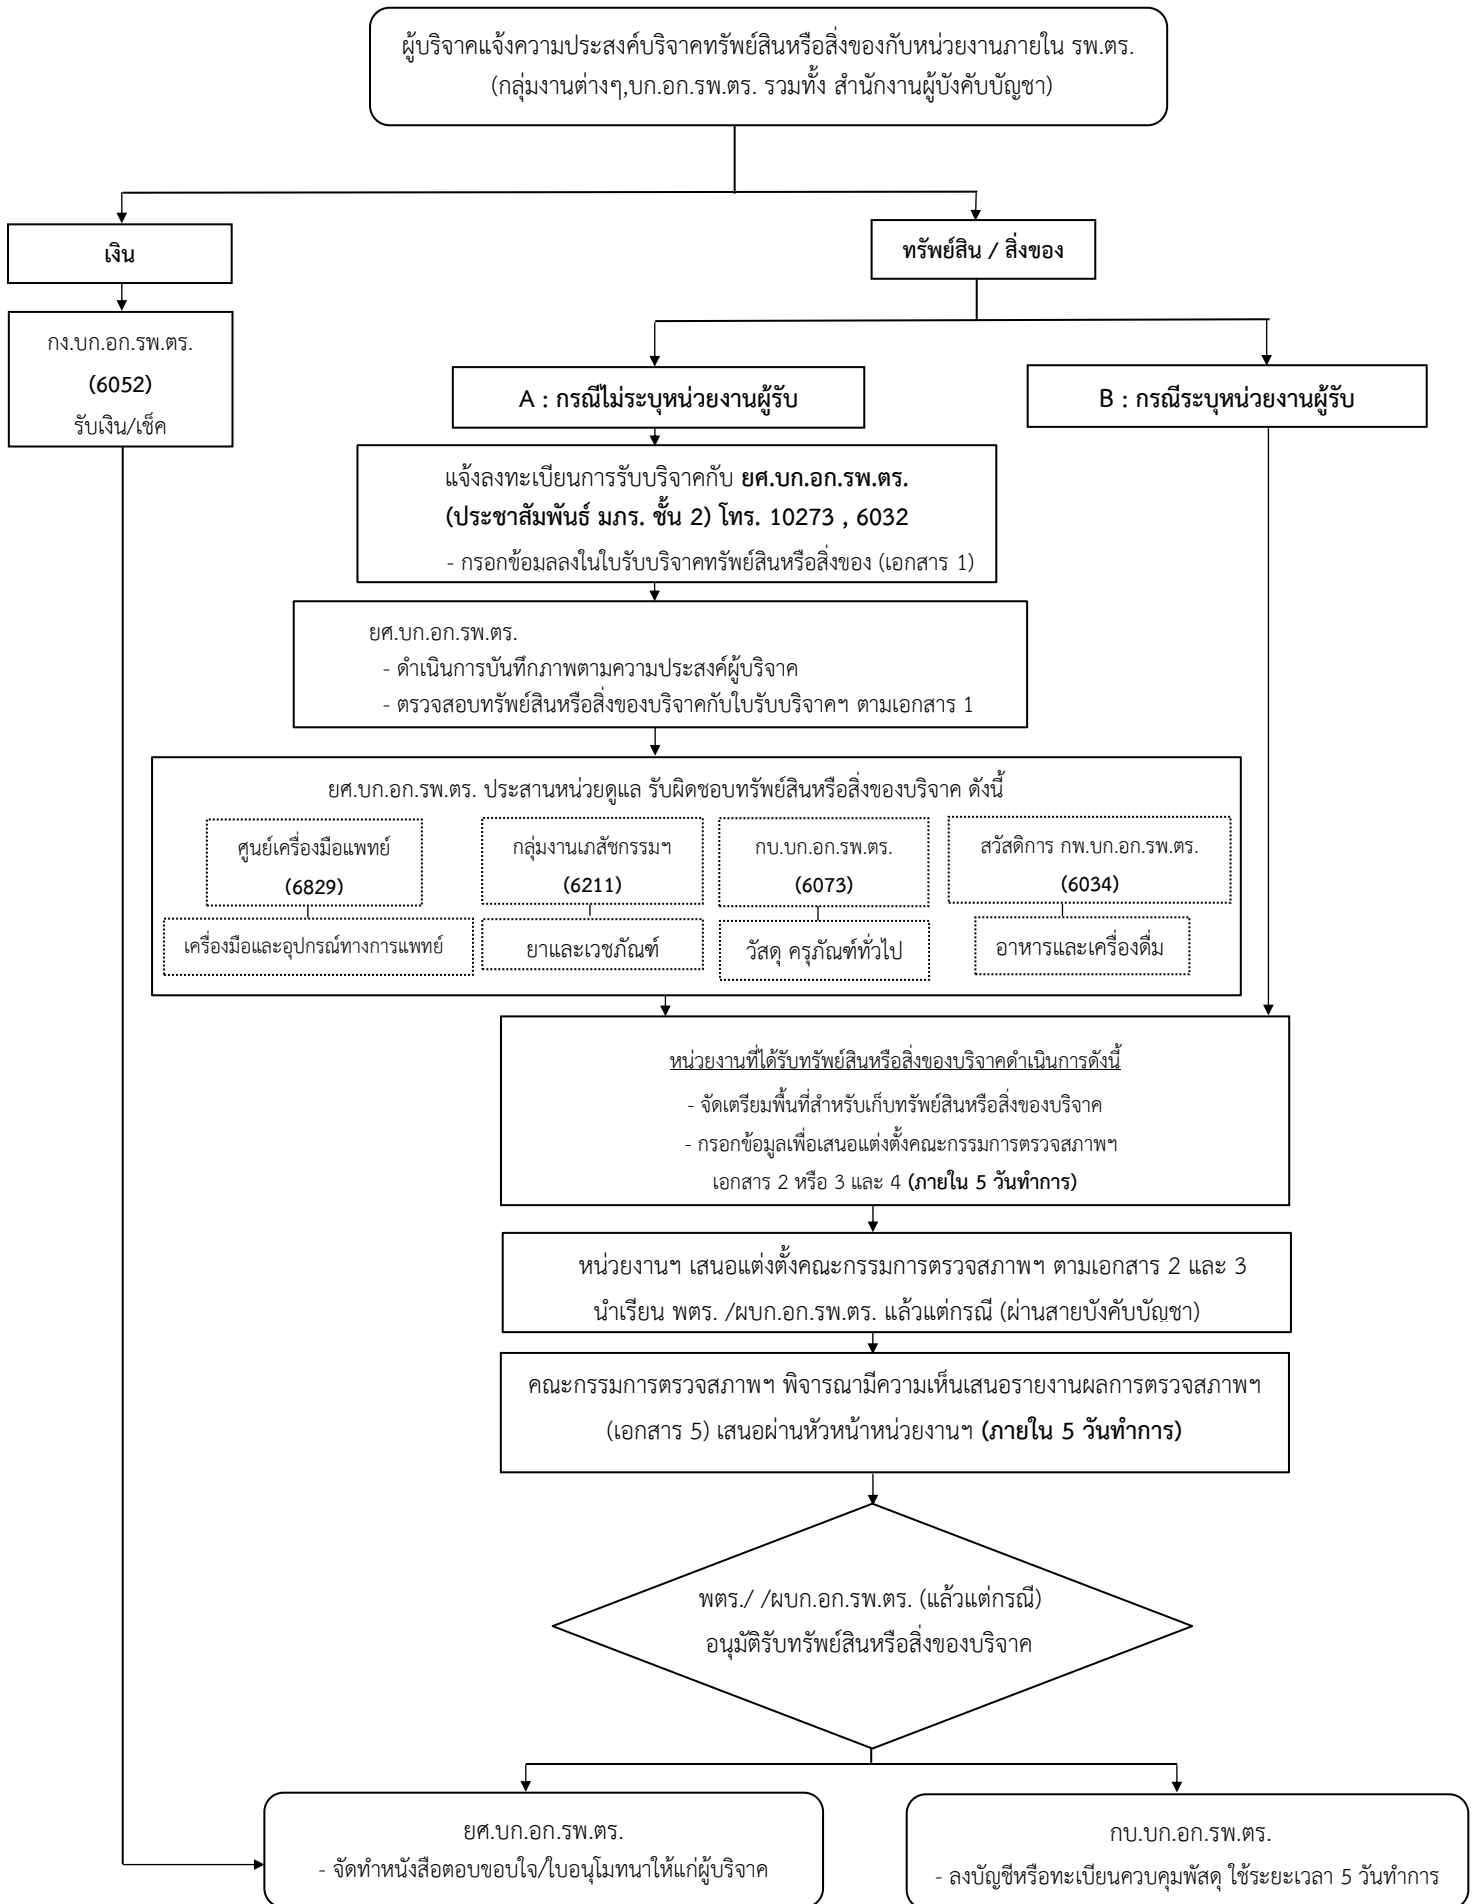 ผู้บริจาคแจ้งความประสงค์บริจาคทรัพย์สินหรือสิ่งของกับหน่วยงานภายใน รพ.ตร.
(กลุ่มงานต่างๆ,บก.อก.รพ.ตร. รวมทั้ง สำนักงานผู้บังคับบัญชา)
เงิน
ทรัพย์สิน / สิ่งของ
กง.บก.อก.รพ.ตร.
(6052)
รับเงิน/เช็ค
A : กรณีไม่ระบุหน่วยงานผู้รับ
B : กรณีระบุหน่วยงานผู้รับ
แจ้งลงทะเบียนการรับบริจาคกับ ยศ.บก.อก.รพ.ตร.
(ประชาสัมพันธ์ มภร. ชั้น 2) โทร. 10273 , 6032
- กรอกข้อมูลลงในใบรับบริจาคทรัพย์สินหรือสิ่งของ (เอกสาร 1)
ยศ.บก.อก.รพ.ตร.
- ดำเนินการบันทึกภาพตามความประสงค์ผู้บริจาค
- ตรวจสอบทรัพย์สินหรือสิ่งของบริจาคกับใบรับบริจาคฯ ตามเอกสาร 1
ยศ.บก.อก.รพ.ตร. ประสานหน่วยดูแล รับผิดชอบทรัพย์สินหรือสิ่งของบริจาค ดังนี้
ศูนย์เครื่องมือแพทย์
(6829)
เครื่องมือและอุปกรณ์ทางการแพทย์
กลุ่มงานเภสัชกรรมฯ
(6211)
ยาและเวชภัณฑ์
กบ.บก.อก.รพ.ตร.
(6073)
วัสดุ ครุภัณฑ์ทั่วไป
สวัสดิการ กพ.บก.อก.รพ.ตร.
(6034)
อาหารและเครื่องดื่ม
หน่วยงานที่ได้รับทรัพย์สินหรือสิ่งของบริจาคดำเนินการดังนี้
- จัดเตรียมพื้นที่สำหรับเก็บทรัพย์สินหรือสิ่งของบริจาค
- กรอกข้อมูลเพื่อเสนอแต่งตั้งคณะกรรมการตรวจสภาพฯ
เอกสาร 2 หรือ 3 และ 4 (ภายใน 5 วันทำการ)
หน่วยงานฯ เสนอแต่งตั้งคณะกรรมการตรวจสภาพฯ ตามเอกสาร 2 และ 3
นำเรียน พตร. /ผบก.อก.รพ.ตร. แล้วแต่กรณี (ผ่านสายบังคับบัญชา)
คณะกรรมการตรวจสภาพฯ พิจารณามีความเห็นเสนอรายงานผลการตรวจสภาพฯ
(เอกสาร 5) เสนอผ่านหัวหน้าหน่วยงานฯ (ภายใน 5 วันทำการ)
พตร./ /ผบก.อก.รพ.ตร. (แล้วแต่กรณี)
อนุมัติรับทรัพย์สินหรือสิ่งของบริจาค
ยศ.บก.อก.รพ.ตร.
- จัดทำหนังสือตอบขอบใจ/ใบอนุโมทนาให้แก่ผู้บริจาค
กบ.บก.อก.รพ.ตร.
- ลงบัญชีหรือทะเบียนควบคุมพัสดุ ใช้ระยะเวลา 5 วันทำการ